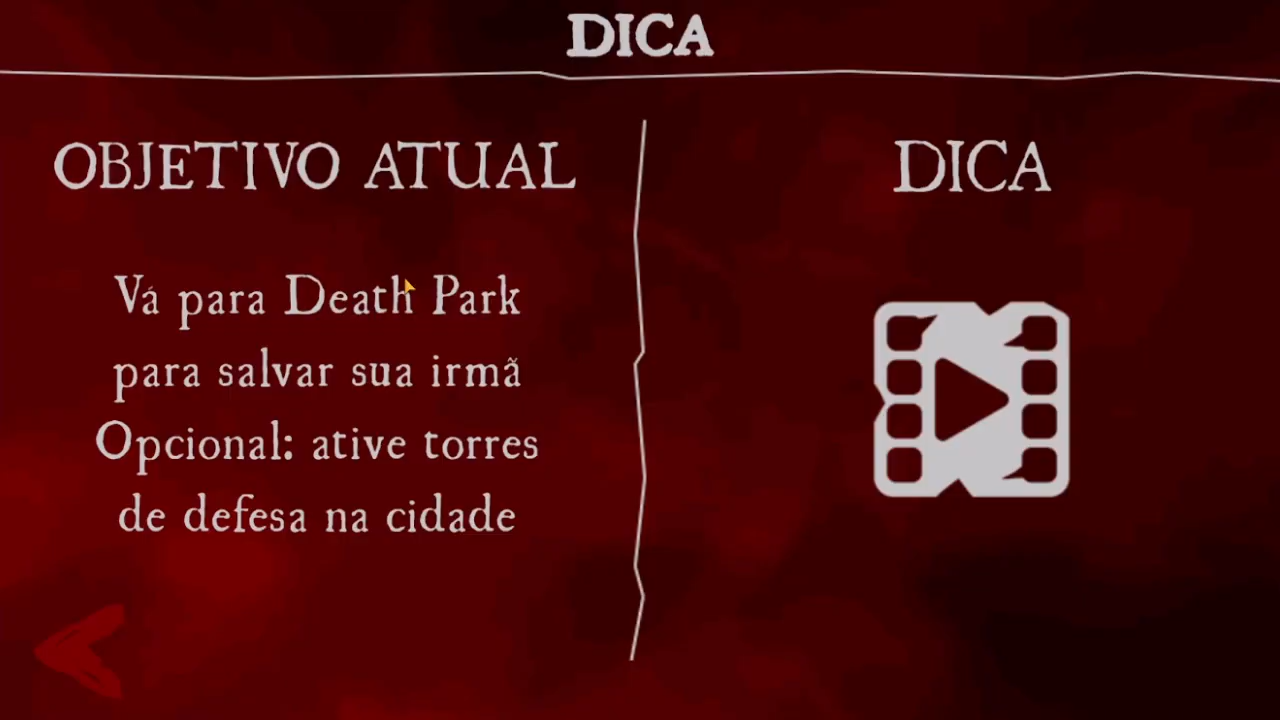 DICA
OBJETIVO ATUAL
Vá para Death Park
para salvar sua irmã
Opcional: ative torres
de defesa na cidade
DICA